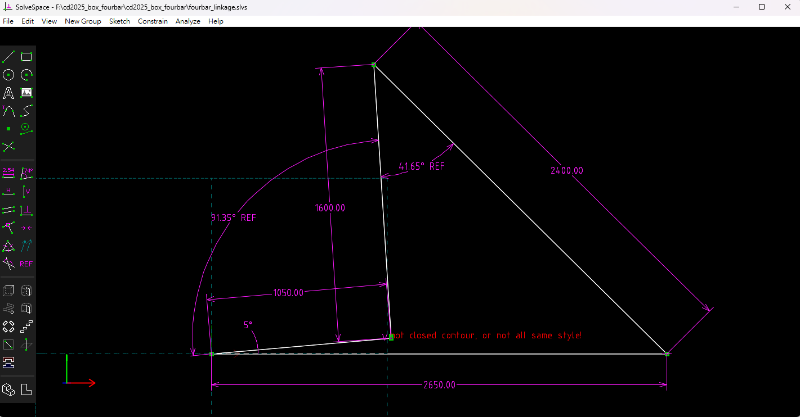 SolveSpace - F:\cd2025_box_fourbar\cd2025_box_fourbar\fourbar_linkage.slvs
File Edit View New Group Sketch Constrain Analyze Help
41.65° REF
2400.00
91.35° REF
1600.00
1050.00
5°
not closed contour, or not all same style!
2650.00
2.54
REF